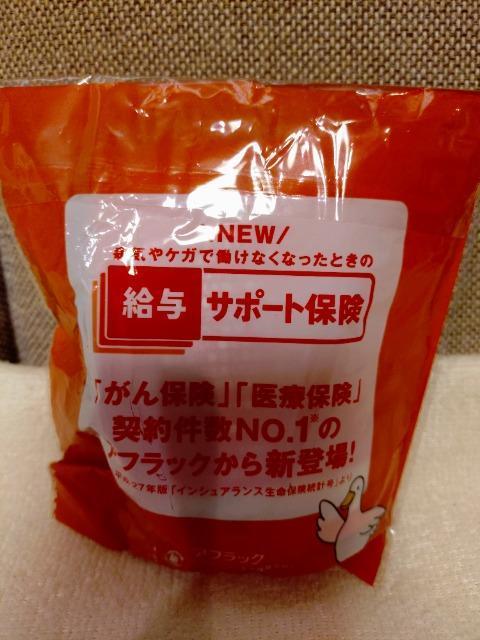 \NEW/
病気やケガで働けなくなったときの
給与 サポート保険
「がん保険」「医療保険」
契約件数NO.1※の
アフラックから新登場!
27年版「インシュアランス生命保険統計号」より
アフラック